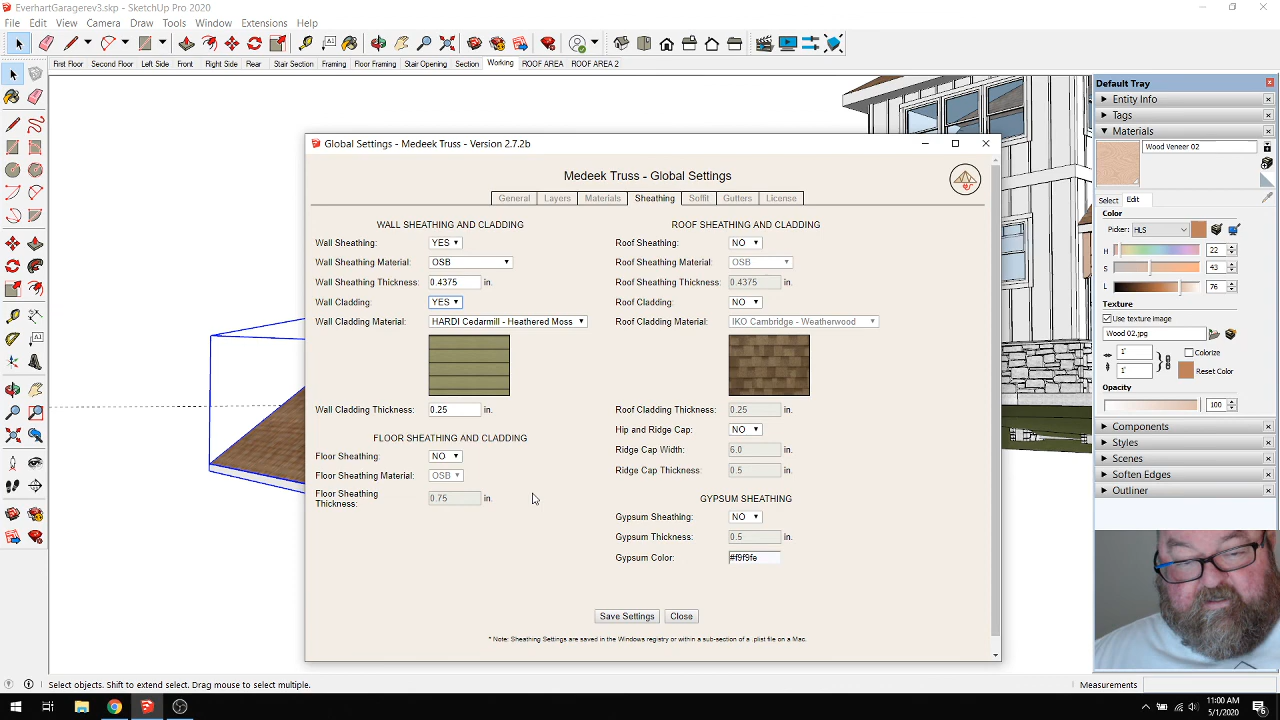 EverhartGaragerev3.skp - SketchUp Pro 2020
File Edit View Camera Draw Tools Window Extensions Help
First Floor Second Floor Left Side Front Right Side Rear Stair Section Framing Floor Framing Stair Opening Section Working ROOF AREA ROOF AREA 2
Global Settings - Medeek Truss - Version 2.7.2b
Medeek Truss - Global Settings
General Layers Materials Sheathing Soffit Gutters License
WALL SHEATHING AND CLADDING
Wall Sheathing: YES
Wall Sheathing Material: OSB
Wall Sheathing Thickness: 0.4375 in.
Wall Cladding: YES
Wall Cladding Material: HARDI Cedarmill - Heathered Moss
Wall Cladding Thickness: 0.25 in.
FLOOR SHEATHING AND CLADDING
Floor Sheathing: NO
Floor Sheathing Material: OSB
Floor Sheathing
Thickness: 0.75 in.
ROOF SHEATHING AND CLADDING
Roof Sheathing: NO
Roof Sheathing Material: OSB
Roof Sheathing Thickness: 0.4375 in.
Roof Cladding: NO
Roof Cladding Material: IKO Cambridge - Weatherwood
Roof Cladding Thickness: 0.25 in.
Hip and Ridge Cap: NO
Ridge Cap Width: 6.0 in.
Ridge Cap Thickness: 0.5 in.
GYPSUM SHEATHING
Gypsum Sheathing: NO
Gypsum Thickness: 0.5 in.
Gypsum Color: #f9f9fe
Save Settings Close
* Note: Sheathing Settings are saved in the Windows registry or within a sub-section of a .plist file on a Mac.
Default Tray
Entity Info
Tags
Materials
Wood Veneer 02
Select Edit
Color
Picker: HLS
H 22
S 43
L 76
Texture
Use texture image
Wood 02.jpg
1' Colorize
1' Reset Color
Opacity
100
Components
Styles
Scenes
Soften Edges
Outliner
Select objects. Shift to extend select. Drag mouse to select multiple.
Measurements
11:00 AM
5/1/2020
6